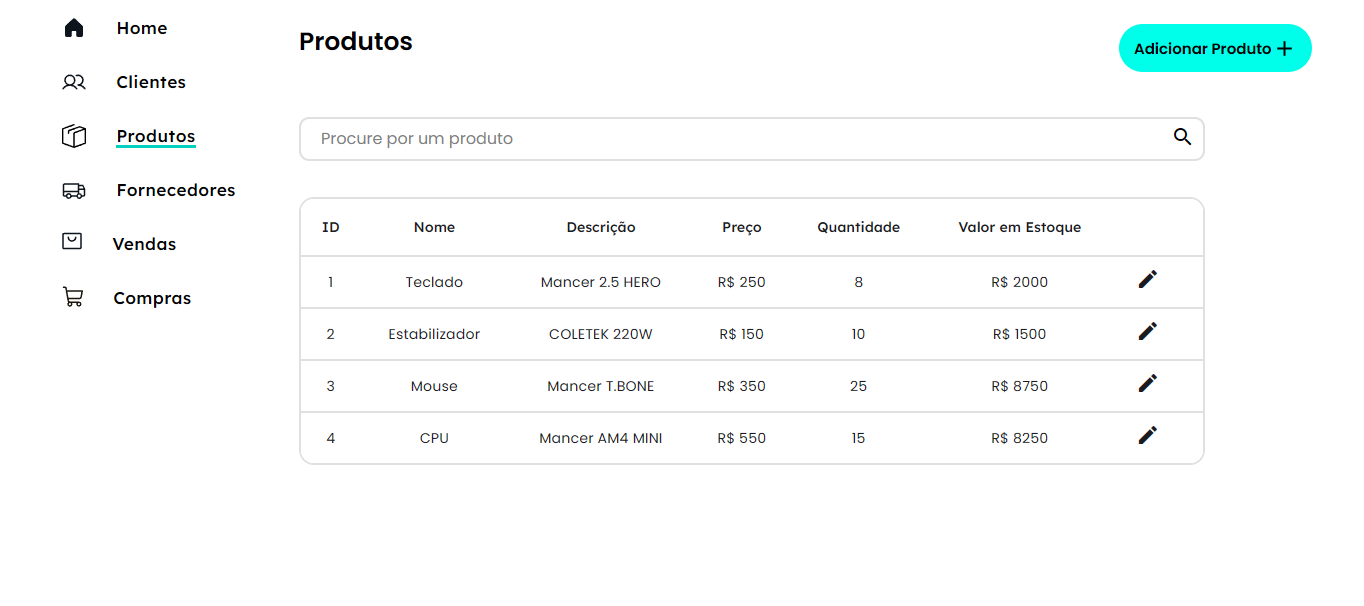 Home
Clientes
Produtos
Fornecedores
Vendas
Compras
Produtos
Adicionar Produto +
Procure por um produto
ID Nome Descrição Preço Quantidade Valor em Estoque
1 Teclado Mancer 2.5 HERO R$ 250 8 R$ 2000
2 Estabilizador COLETEK 220W R$ 150 10 R$ 1500
3 Mouse Mancer T.BONE R$ 350 25 R$ 8750
4 CPU Mancer AM4 MINI R$ 550 15 R$ 8250